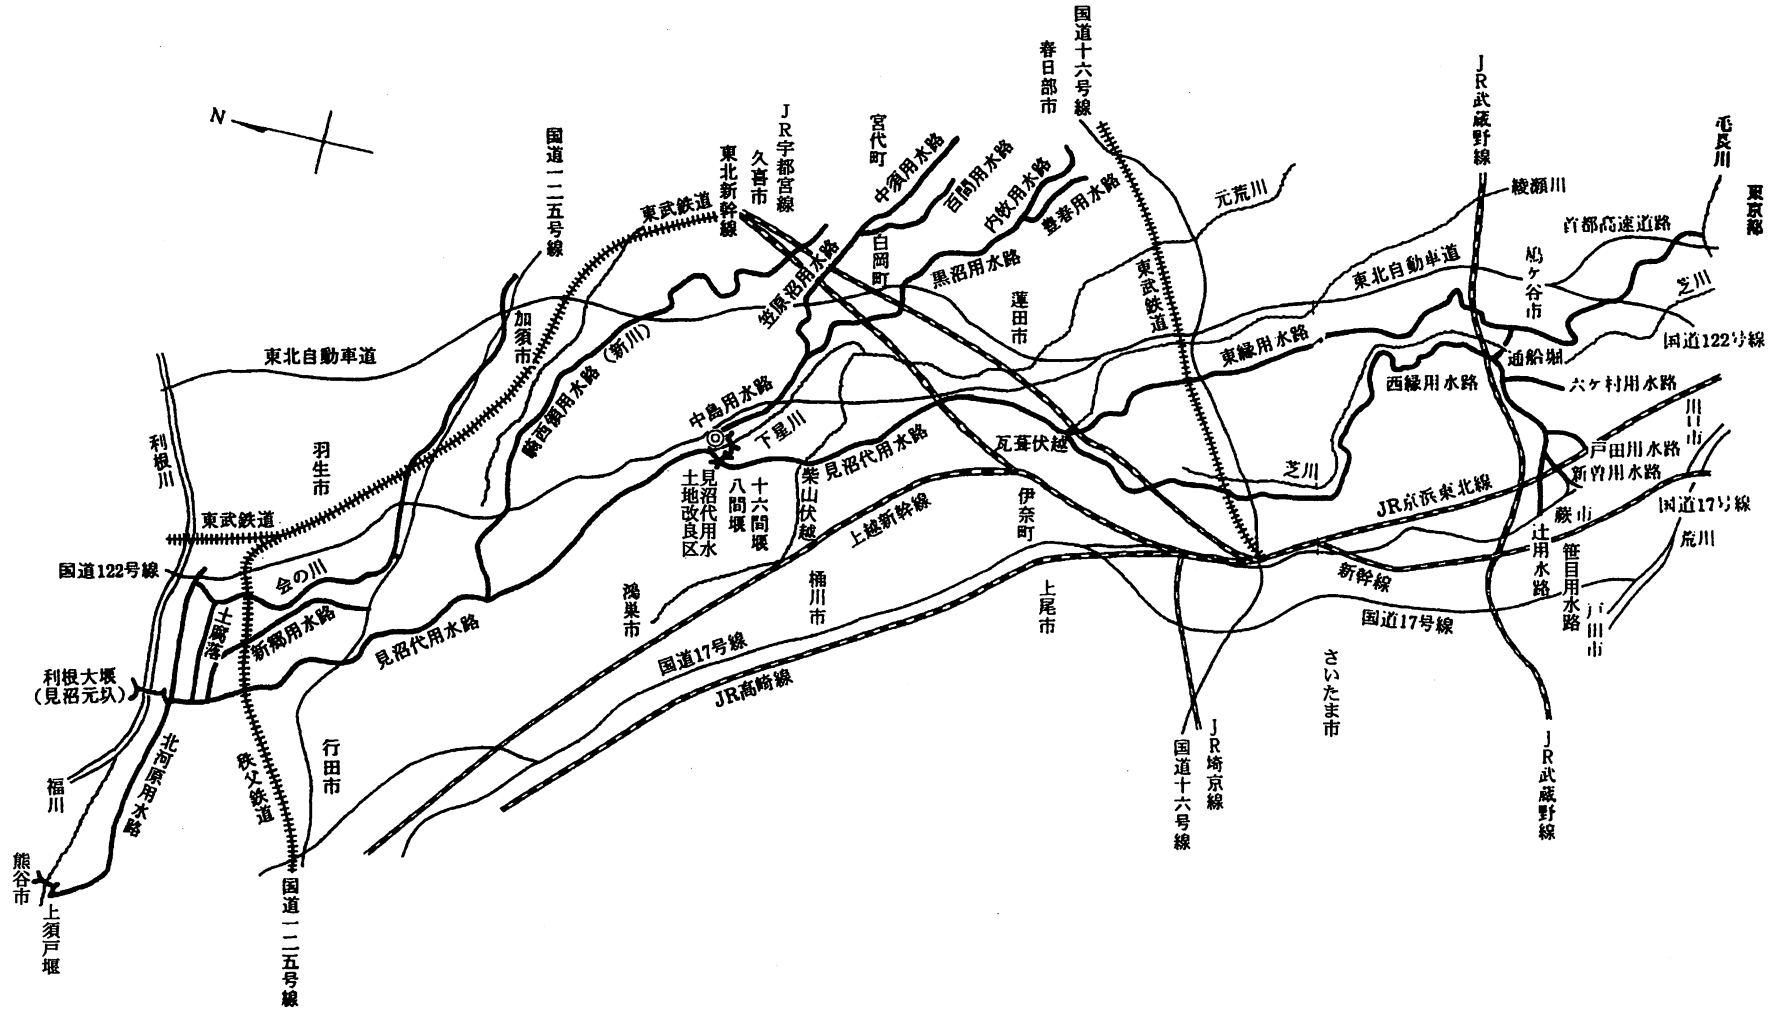 N
国道一二五号線
東武鉄道
東北新幹線
久喜市
JR宇都宮線
宮代町
中須用水路
百間用水路
内牧用水路
豊春用水路
春日部市
国道十六号線
元荒川
JR武蔵野線
綾瀬川
首都高速道路
毛長川
東京都
白岡町
黒沼用水路
笠原沼用水路
蓮田市
東武鉄道
東北自動車道
鳩ヶ谷市
芝川
国道122号線
東北自動車道
加須市
騎西領用水路(新川)
中島用水路
下星川
東縁用水路
西縁用水路
通船堀
六ケ村用水路
川口市
利根川
羽生市
東武鉄道
国道122号線
会の川
新郷用水路
見沼代用水路
見沼代用水
土地改良区
八間堰
十六間堰
柴山伏越
見沼代用水路
瓦葺伏越
芝川
伊奈町
上越新幹線
戸田用水路
新曽用水路
国道17号線
JR京浜東北線
蕨市
荒川
辻用水路
笹目用水路
戸田市
新幹線
国道17号線
利根大堰
(見沼元圦)
鴻巣市
桶川市
上尾市
国道17号線
JR高崎線
さいたま市
福川
北河原用水路
秩父鉄道
行田市
国道十六号線
JR埼京線
JR武蔵野線
熊谷市
上須戸堰
国道一二五号線